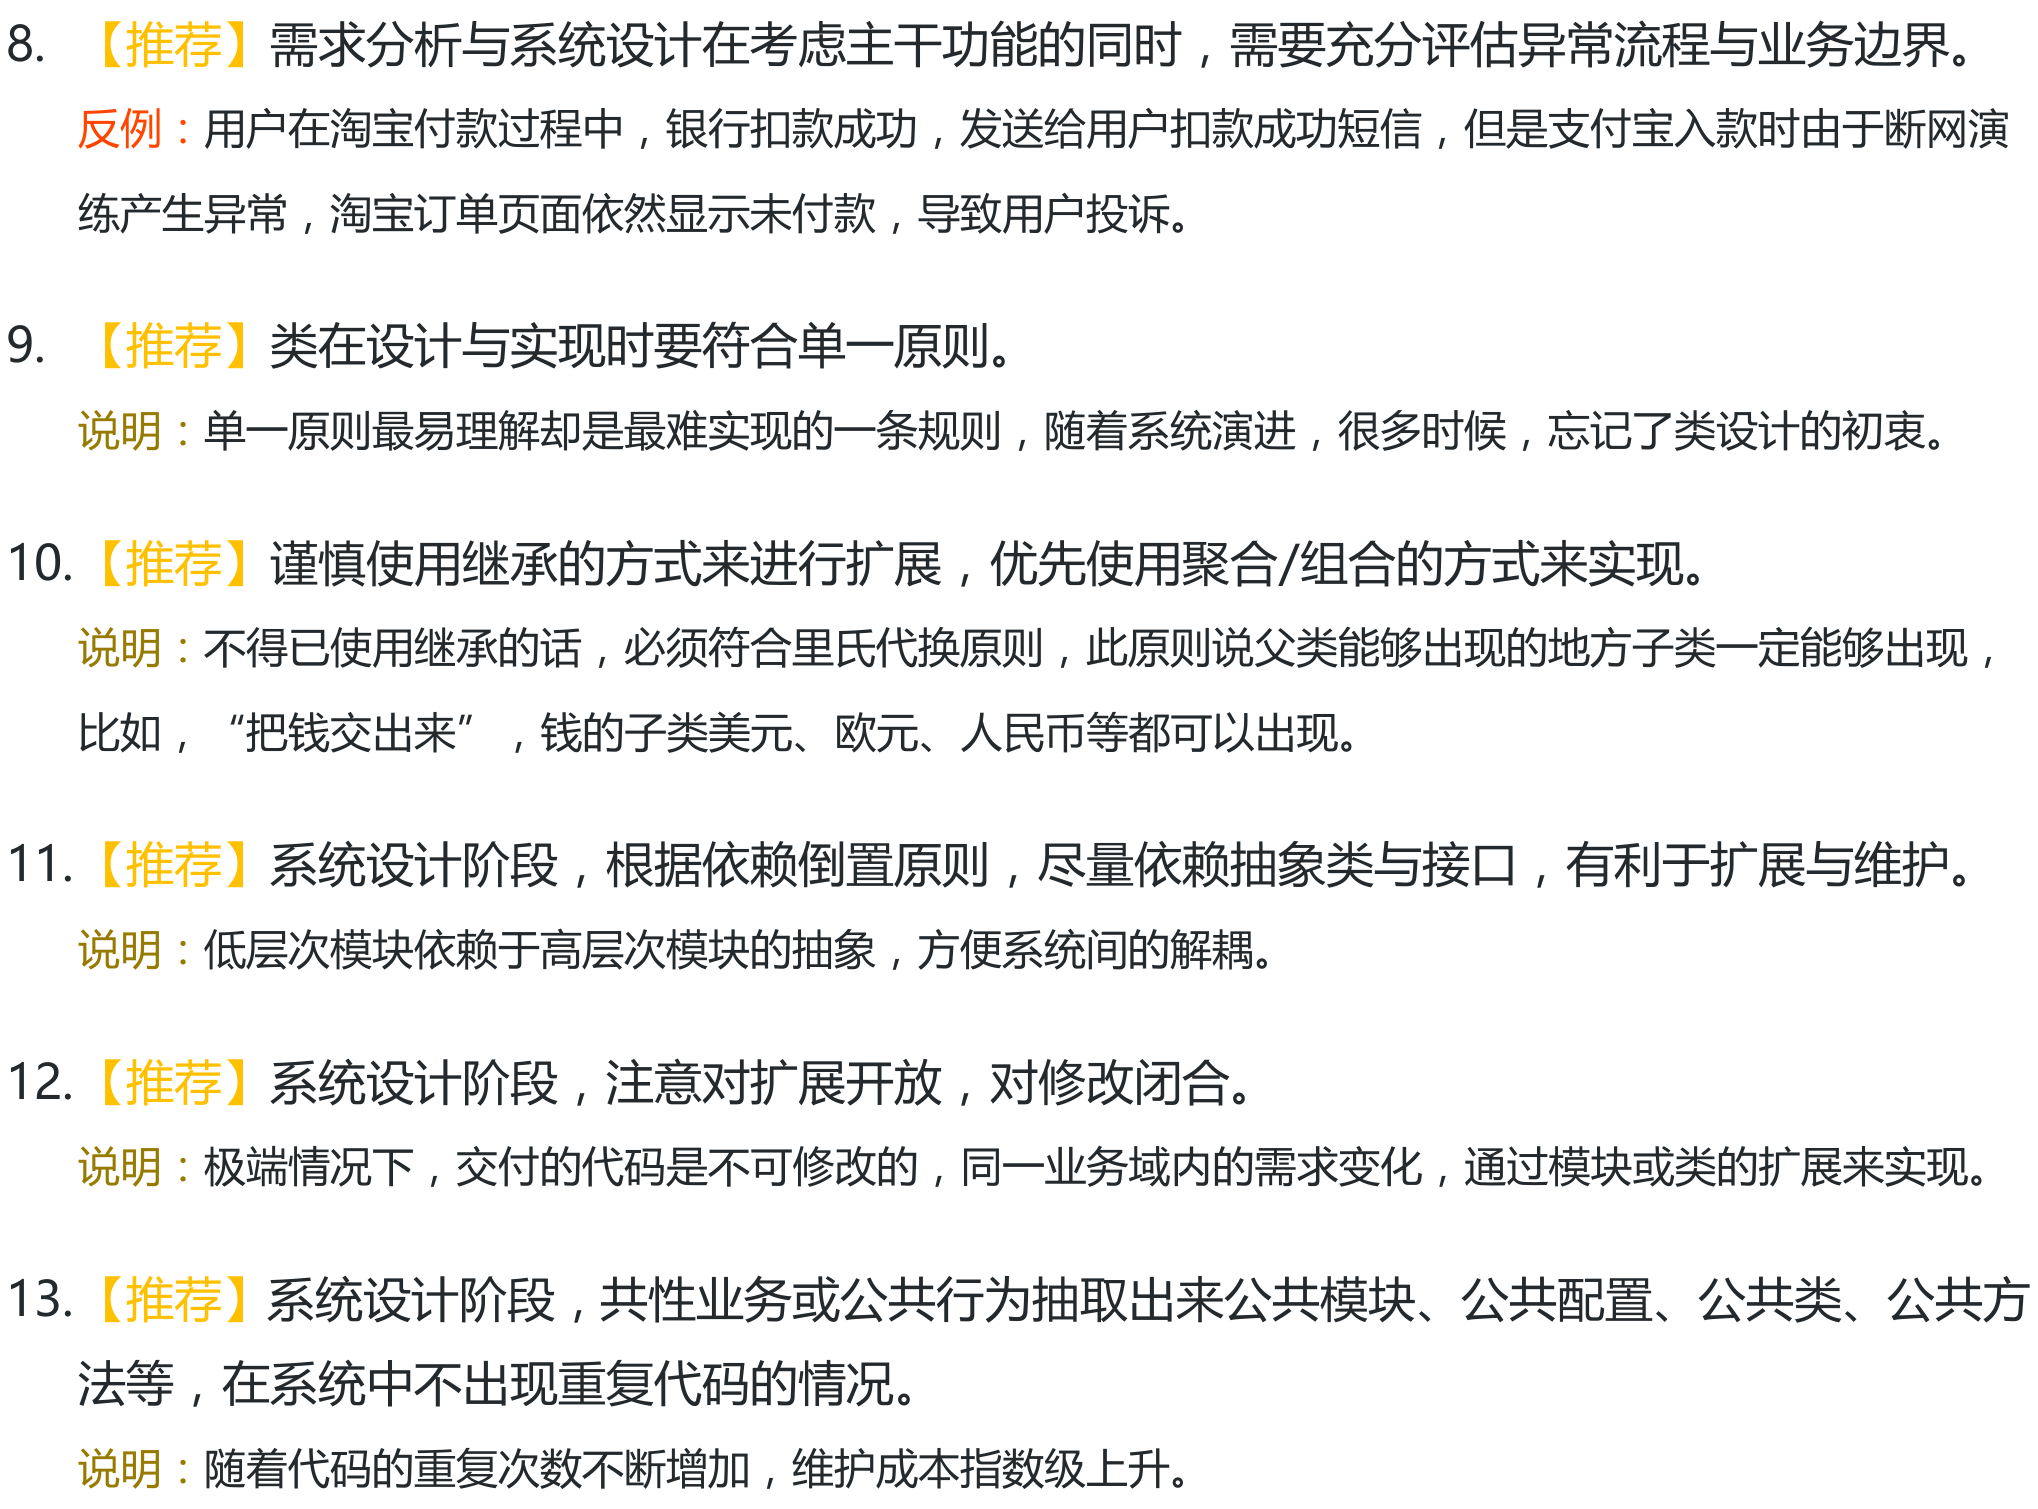 8. 【推荐】需求分析与系统设计在考虑主干功能的同时，需要充分评估异常流程与业务边界。
反例：用户在淘宝付款过程中，银行扣款成功，发送给用户扣款成功短信，但是支付宝入款时由于断网演
练产生异常，淘宝订单页面依然显示未付款，导致用户投诉。
9. 【推荐】类在设计与实现时要符合单一原则。
说明：单一原则最易理解却是最难实现的一条规则，随着系统演进，很多时候，忘记了类设计的初衷。
10.【推荐】谨慎使用继承的方式来进行扩展，优先使用聚合/组合的方式来实现。
说明：不得已使用继承的话，必须符合里氏代换原则，此原则说父类能够出现的地方子类一定能够出现，
比如，“把钱交出来”，钱的子类美元、欧元、人民币等都可以出现。
11.【推荐】系统设计阶段，根据依赖倒置原则，尽量依赖抽象类与接口，有利于扩展与维护。
说明：低层次模块依赖于高层次模块的抽象，方便系统间的解耦。
12.【推荐】系统设计阶段，注意对扩展开放，对修改闭合。
说明：极端情况下，交付的代码是不可修改的，同一业务域内的需求变化，通过模块或类的扩展来实现。
13.【推荐】系统设计阶段，共性业务或公共行为抽取出来公共模块、公共配置、公共类、公共方
法等，在系统中不出现重复代码的情况。
说明：随着代码的重复次数不断增加，维护成本指数级上升。